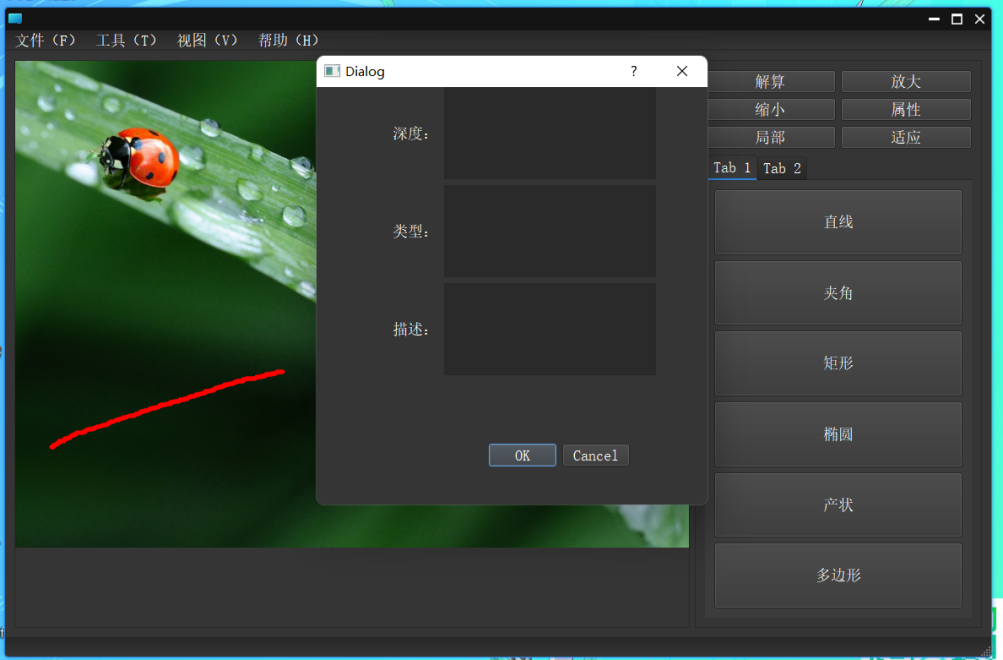 文件（F） 工具（T） 视图（V） 帮助（H）
Dialog ? 
深度：
类型：
描述：
OK Cancel
解算 放大
缩小 属性
局部 适应
Tab 1 Tab 2
直线
夹角
矩形
椭圆
产状
多边形